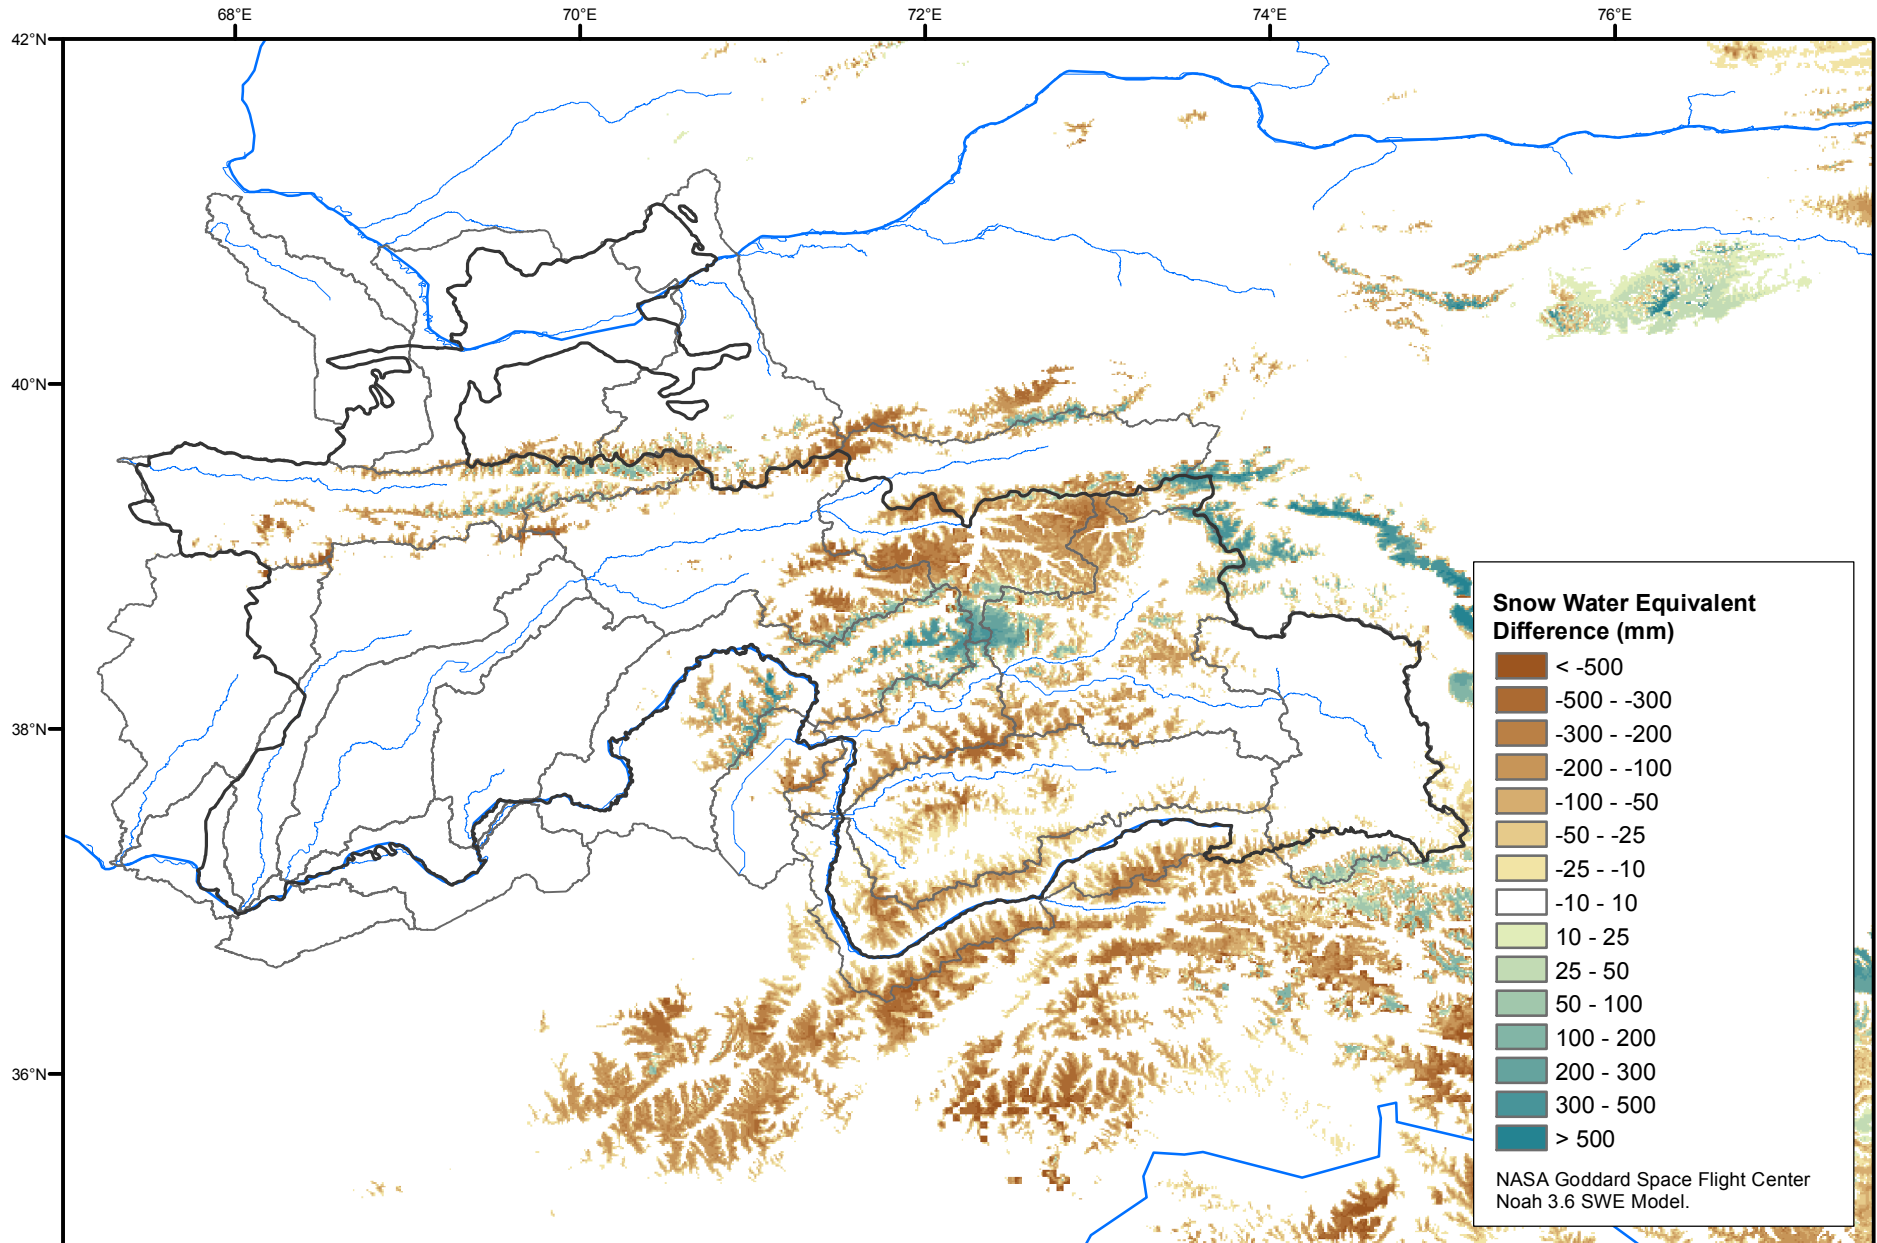 68°E 70°E 72°E 74°E 76°E
42°N
40°N
38°N
36°N
Snow Water Equivalent
Difference (mm)
< -500
-500 - -300
-300 - -200
-200 - -100
-100 - -50
-50 - -25
-25 - -10
-10 - 10
10 - 25
25 - 50
50 - 100
100 - 200
200 - 300
300 - 500
> 500
NASA Goddard Space Flight Center
Noah 3.6 SWE Model.